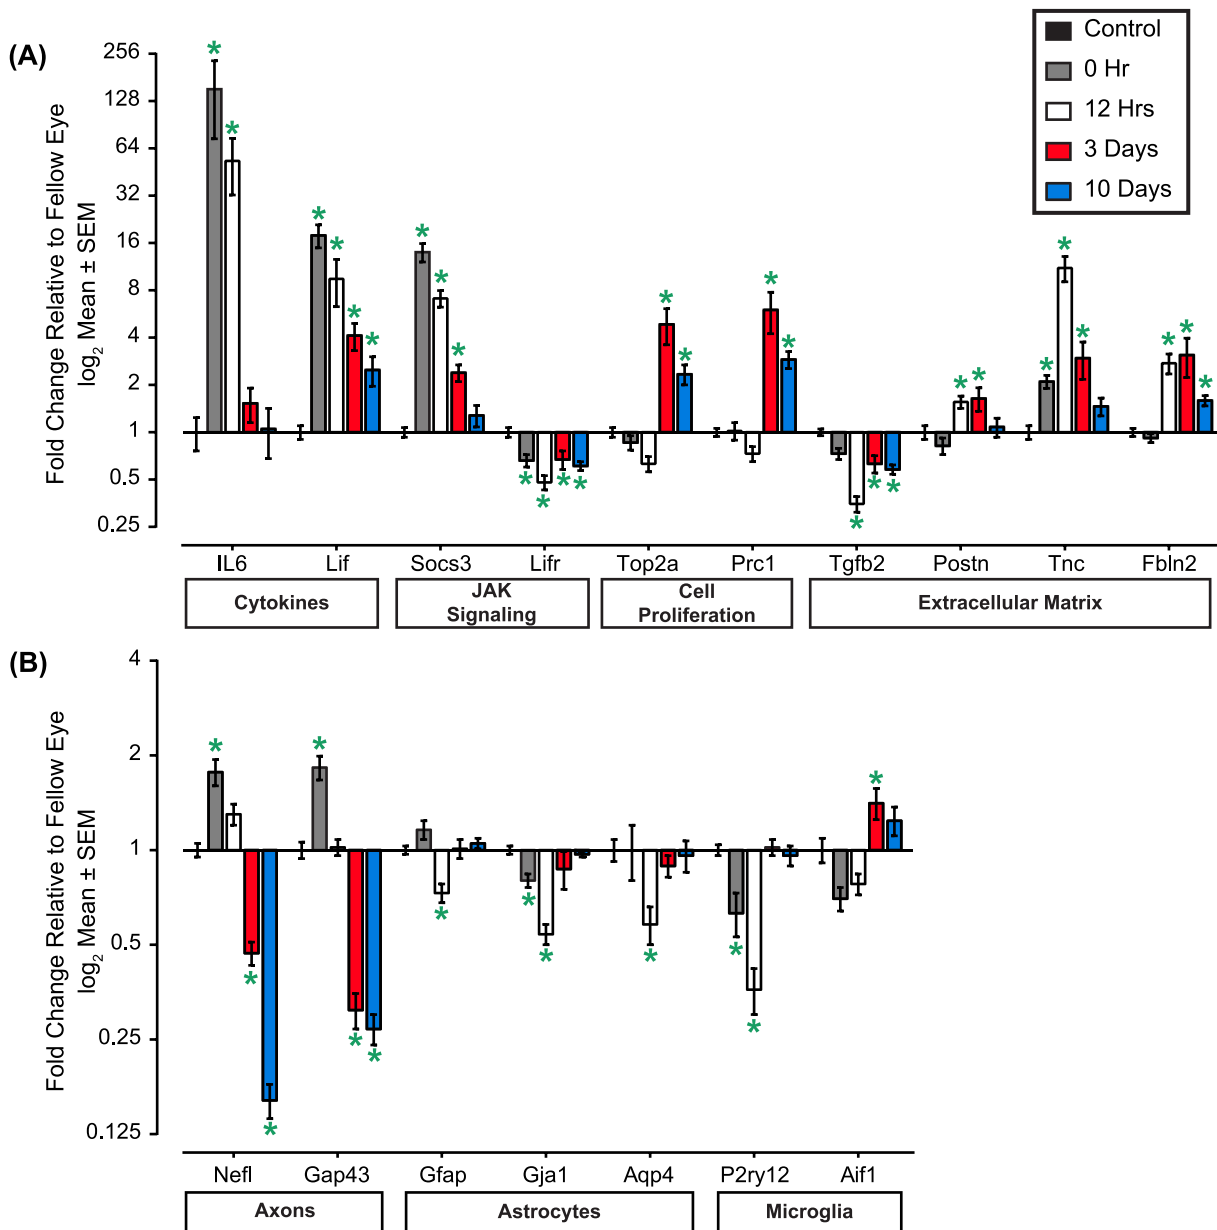 (A)
Control
0 Hr
12 Hrs
3 Days
10 Days
Fold Change Relative to Fellow Eye
log2 Mean ± SEM
256
128
64
32
16
8
4
2
1
0.5
0.25
* * * * * * * * * * * * * * * * * * * * * * * * * * * * *
IL6 Lif Socs3 Lifr Top2a Prc1 Tgfb2 Postn Tnc Fbln2
Cytokines JAK Signaling Cell Proliferation Extracellular Matrix
(B)
Fold Change Relative to Fellow Eye
log2 Mean ± SEM
4
2
1
0.5
0.25
0.125
* * * * * * * * * * * *
Nefl Gap43 Gfap Gja1 Aqp4 P2ry12 Aif1
Axons Astrocytes Microglia